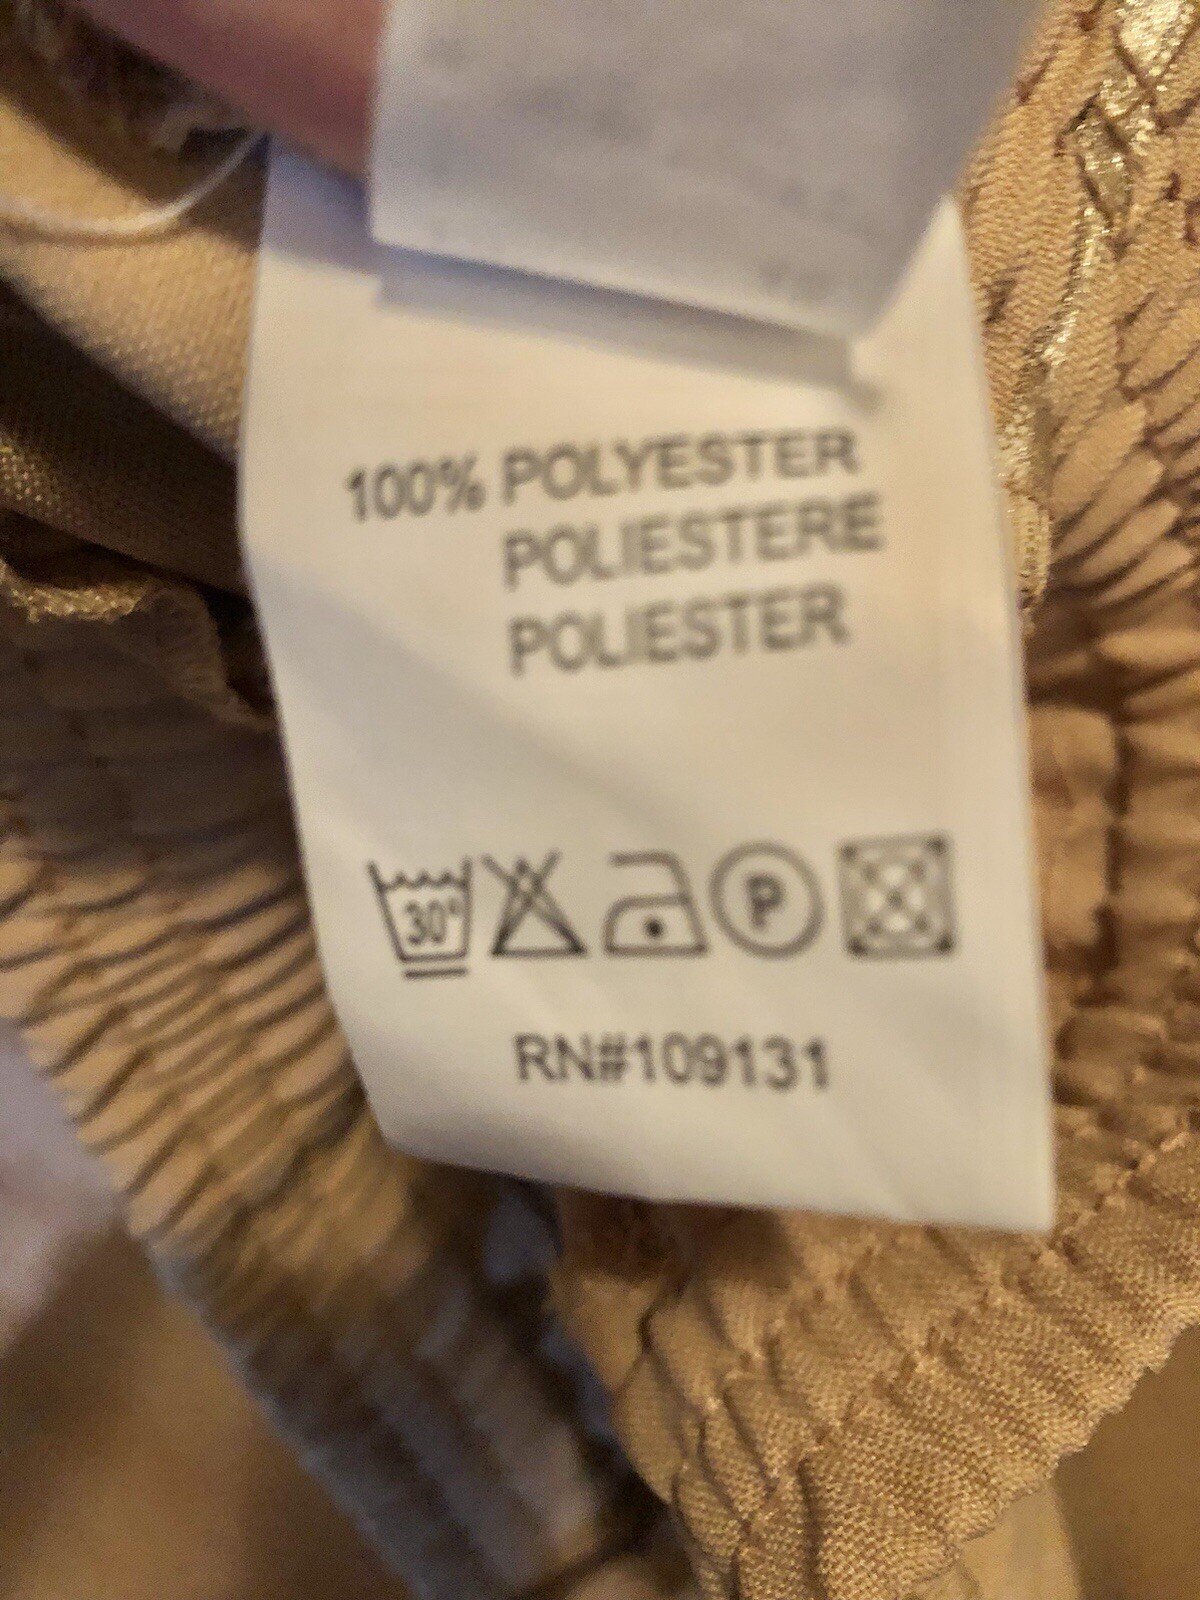 100% POLYESTER
POLIESTERE
POLIESTER
30°
P
RN#109131